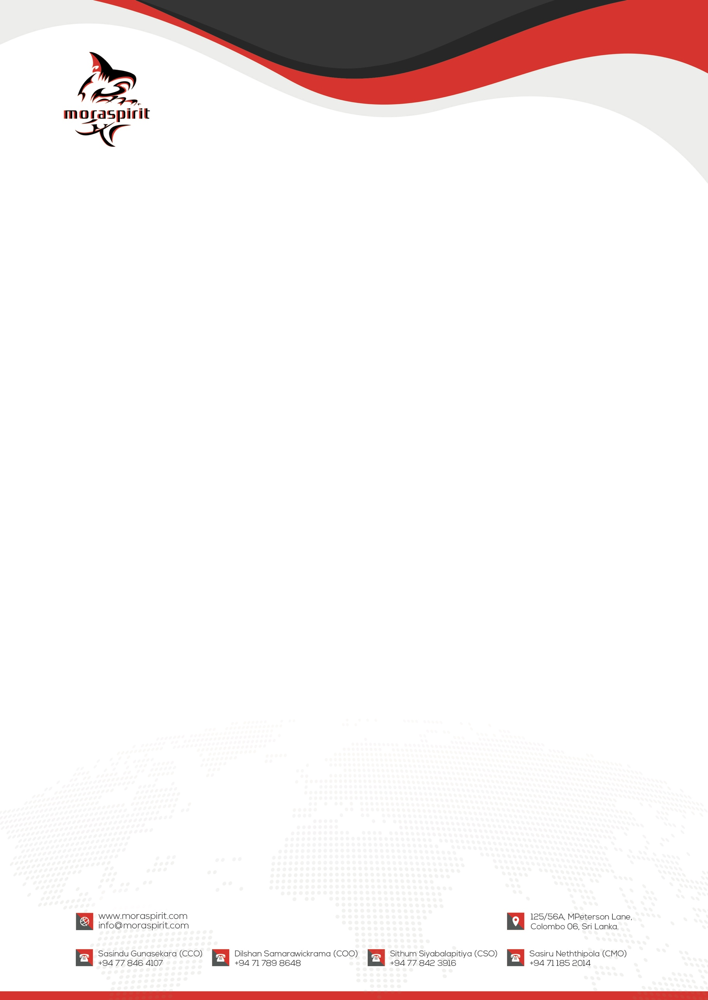 moraspirit
www.moraspirit.com
info@moraspirit.com
125/56A, MPeterson Lane,
Colombo 06, Sri Lanka.
Sasindu Gunasekara (CCO)
+94 77 846 4107
Dilshan Samarawickrama (COO)
+94 71 789 8648
Sithum Siyabalapitiya (CSO)
+94 77 842 3916
Sasiru Neththipola (CMO)
+94 71 185 2014